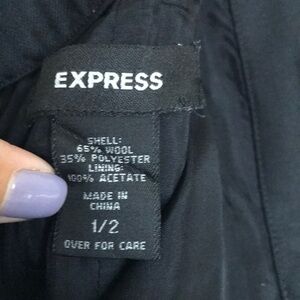 EXPRESS
SHELL:
65% WOOL
35% POLYESTER
LINING:
100% ACETATE
MADE IN
CHINA
1/2
OVER FOR CARE